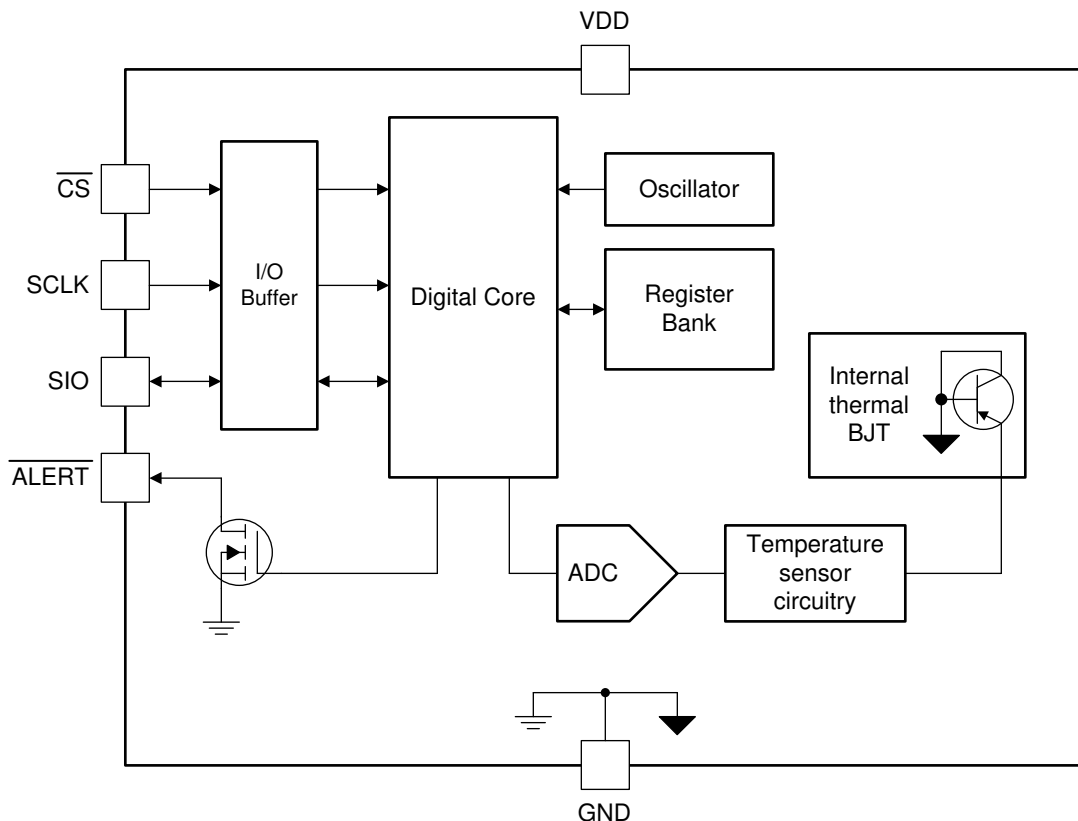 VDD
CS
SCLK
SIO
ALERT
I/O
Buffer
Digital Core
Oscillator
Register
Bank
Internal
thermal
BJT
ADC
Temperature
sensor
circuitry
GND